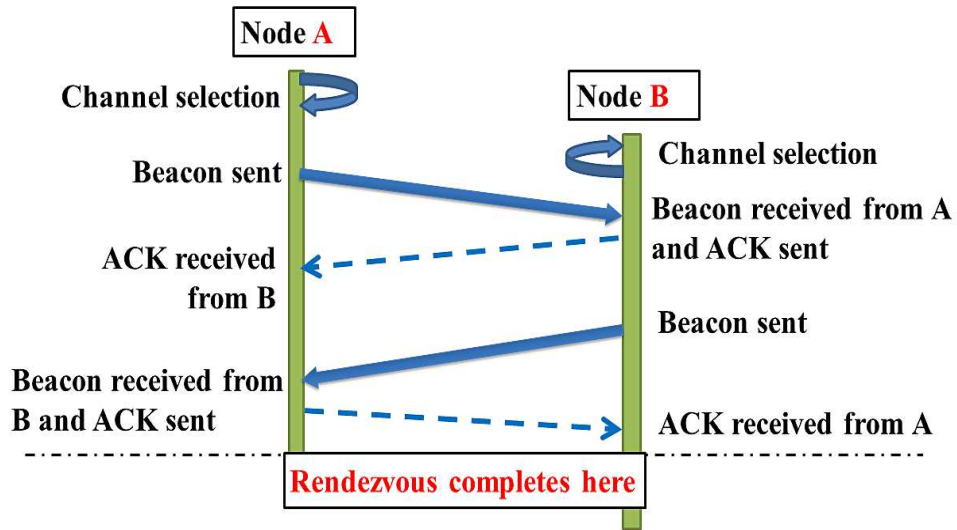 Node A
Channel selection
Node B
Channel selection
Beacon sent
Beacon received from A
and ACK sent
ACK received
from B
Beacon sent
Beacon received from
B and ACK sent
ACK received from A
Rendezvous completes here